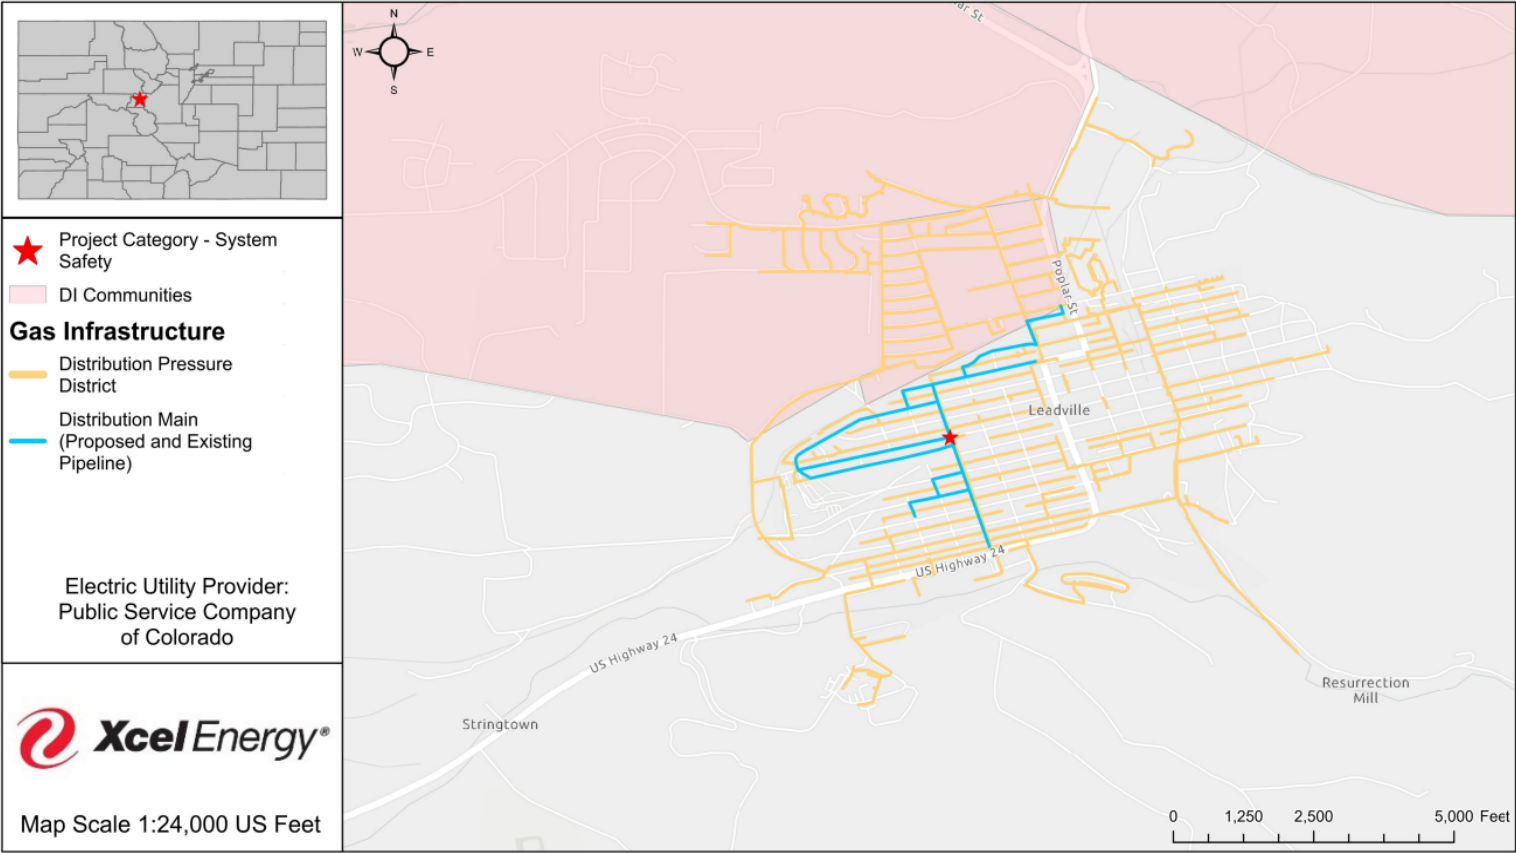 Project Category - System
Safety
DI Communities
Gas Infrastructure
Distribution Pressure
District
Distribution Main
(Proposed and Existing
Pipeline)
Electric Utility Provider:
Public Service Company
of Colorado
Xcel Energy®
Map Scale 1:24,000 US Feet
N
W E
S
lar St
Poplar St
Leadville
US Highway 24
US Highway 24
Stringtown
Resurrection
Mill
0 1,250 2,500 5,000 Feet